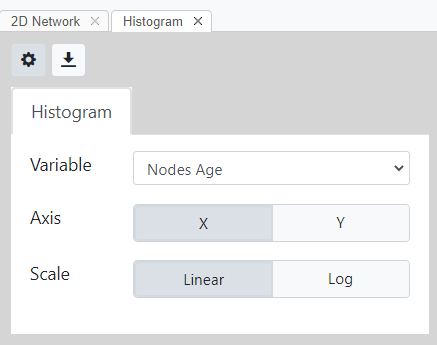 2D Network Histogram
Histogram
Variable Nodes Age
Axis X Y
Scale Linear Log